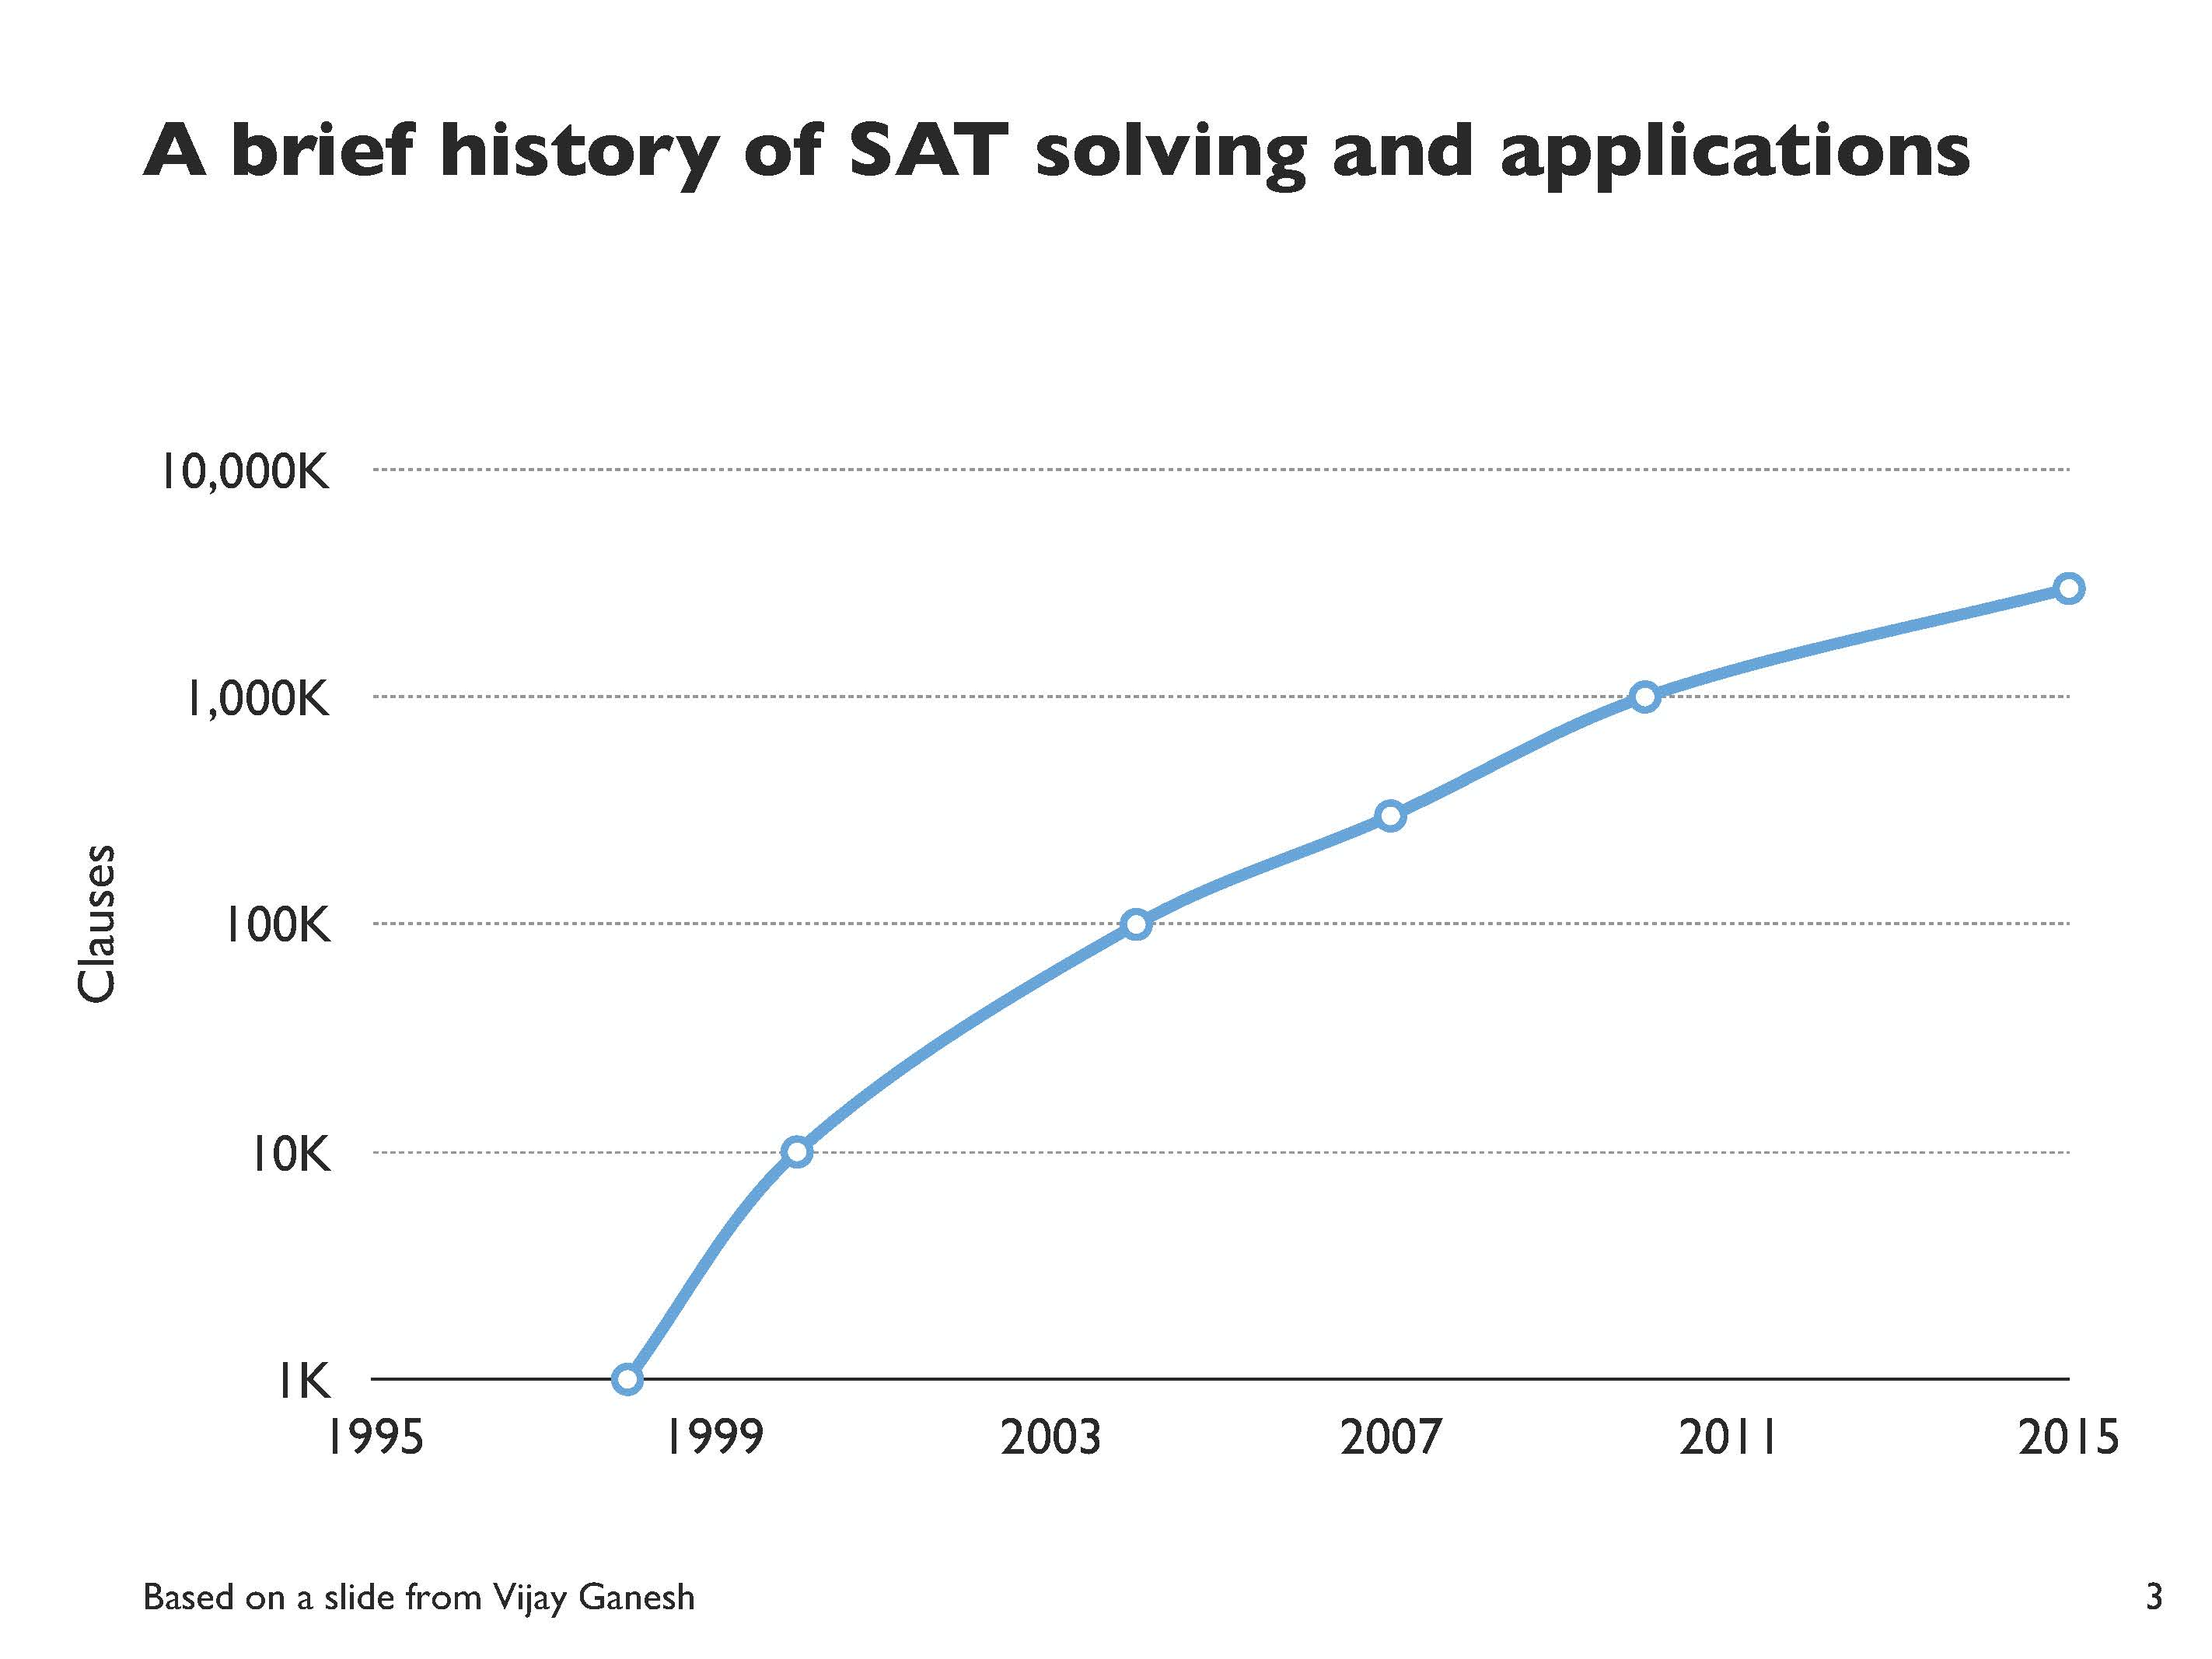 A brief history of SAT solving and applications
10,000K
1,000K
100K
10K
1K
Clauses
1995 1999 2003 2007 2011 2015
Based on a slide from Vijay Ganesh
3